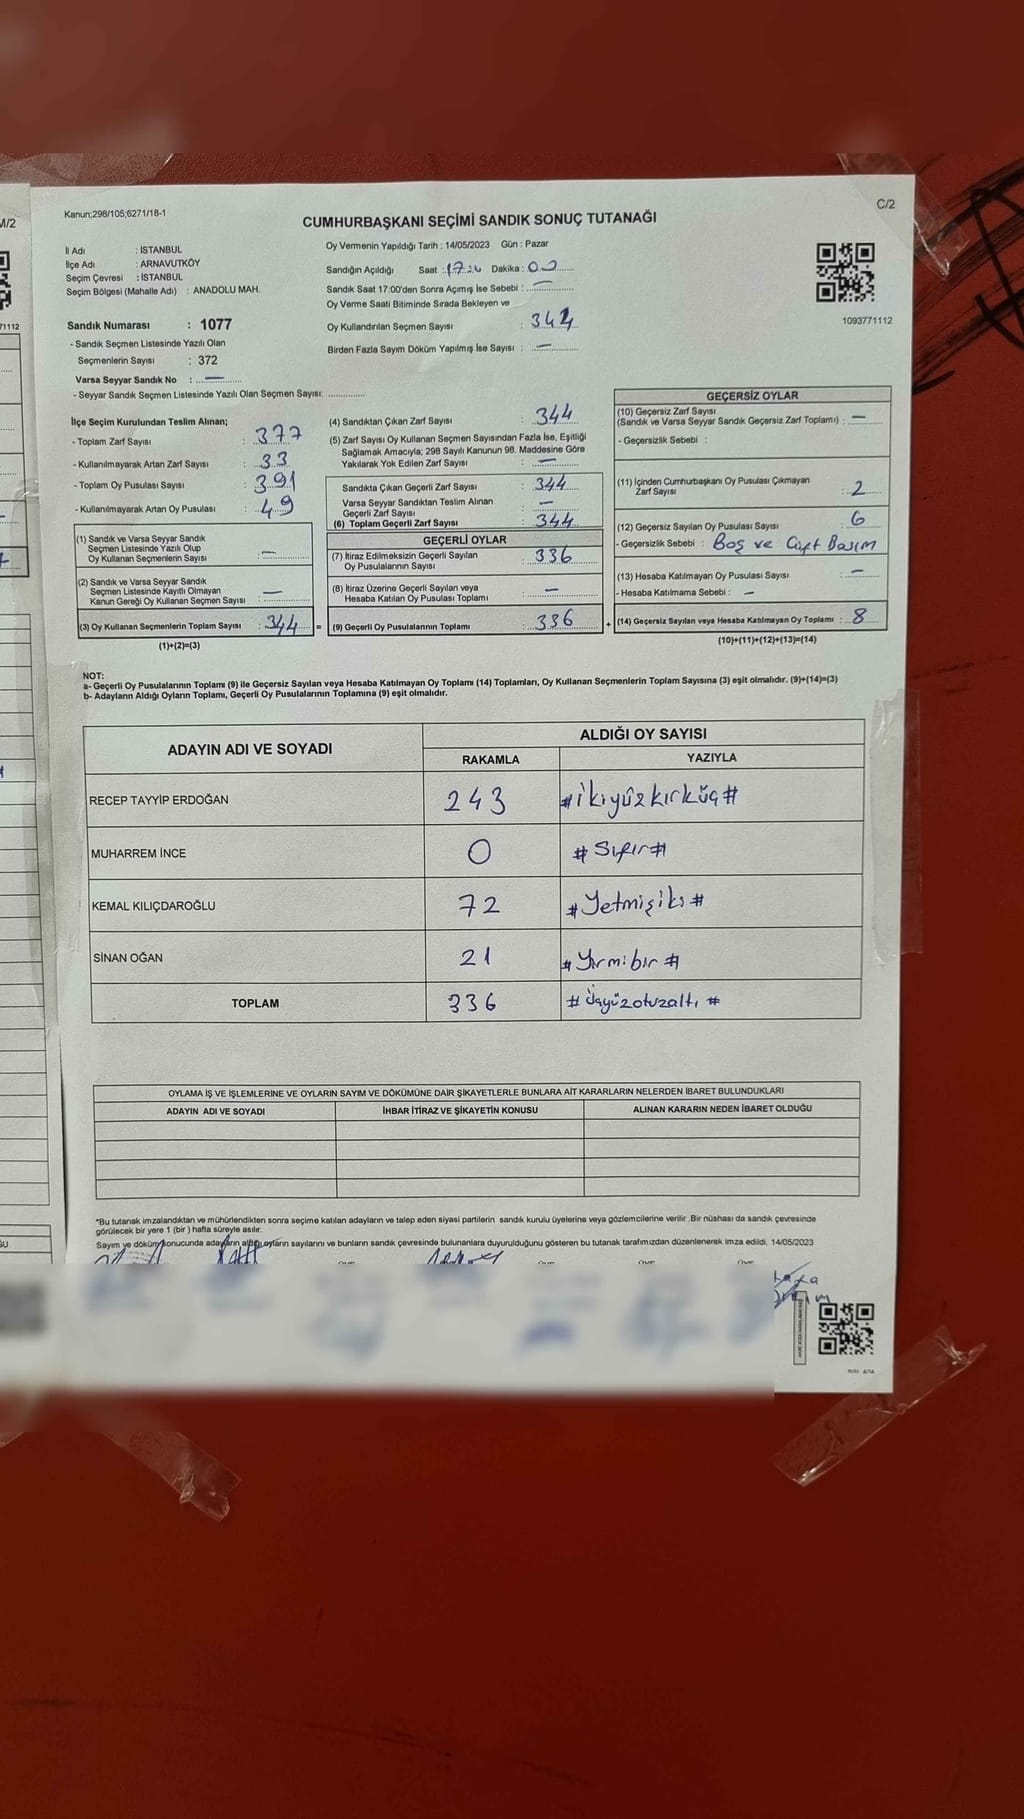 M/2
Kanun;298/105;6271/18-1
C/2
CUMHURBAŞKANI SEÇİMİ SANDIK SONUÇ TUTANAĞI
İl Adı : İSTANBUL
İlçe Adı : ARNAVUTKÖY
Seçim Çevresi : İSTANBUL
Seçim Bölgesi (Mahalle Adı) : ANADOLU MAH.
Oy Vermenin Yapıldığı Tarih : 14/05/2023 Gün : Pazar
Sandığın Açıldığı Saat : Dakika : 00
Sandık Saat 17:00'den Sonra Açımış İse Sebebi : —
Oy Verme Saati Bitiminde Sırada Bekleyen ve
Oy Kullandırılan Seçmen Sayısı : 344
Birden Fazla Sayım Döküm Yapılmış İse Sayısı : —
1093771112
71112
Sandık Numarası : 1077
- Sandık Seçmen Listesinde Yazılı Olan
Seçmenlerin Sayısı : 372
Varsa Seyyar Sandık No : —
- Seyyar Sandık Seçmen Listesinde Yazılı Olan Seçmen Sayısı:
İlçe Seçim Kurulundan Teslim Alınan;
- Toplam Zarf Sayısı : 377
- Kullanılmayarak Artan Zarf Sayısı : 33
- Toplam Oy Pusulası Sayısı : 391
- Kullanılmayarak Artan Oy Pusulası : 49
(1) Sandık ve Varsa Seyyar Sandık
Seçmen Listesinde Yazılı Olup
Oy Kullanan Seçmenlerin Sayısı : —
(2) Sandık ve Varsa Seyyar Sandık
Seçmen Listesinde Kayıtlı Olmayan
Kanun Gereği Oy Kullanan Seçmen Sayısı : —
(3) Oy Kullanan Seçmenlerin Toplam Sayısı : 344 =
(1)+(2)=(3)
(4) Sandıktan Çıkan Zarf Sayısı : 344
(5) Zarf Sayısı Oy Kullanan Seçmen Sayısından Fazla İse, Eşitliği
Sağlamak Amacıyla; 298 Sayılı Kanunun 98. Maddesine Göre
Yakılarak Yok Edilen Zarf Sayısı : —
Sandıkta Çıkan Geçerli Zarf Sayısı : 344
Varsa Seyyar Sandıktan Teslim Alınan
Geçerli Zarf Sayısı : —
(6) Toplam Geçerli Zarf Sayısı : 344
GEÇERLİ OYLAR
(7) İtiraz Edilmeksizin Geçerli Sayılan
Oy Pusulalarının Sayısı : 336
(8) İtiraz Üzerine Geçerli Sayılan veya
Hesaba Katılan Oy Pusulası Toplamı : —
(9) Geçerli Oy Pusulalarının Toplamı : 336 +
GEÇERSİZ OYLAR
(10) Geçersiz Zarf Sayısı
(Sandık ve Varsa Seyyar Sandık Geçersiz Zarf Toplamı) : —
- Geçersizlik Sebebi :
(11) İçinden Cumhurbaşkanı Oy Pusulası Çıkmayan
Zarf Sayısı : 2
(12) Geçersiz Sayılan Oy Pusulası Sayısı : 6
- Geçersizlik Sebebi : Boş ve Çift Basım
(13) Hesaba Katılmayan Oy Pusulası Sayısı : —
- Hesaba Katılmama Sebebi : —
(14) Geçersiz Sayılan veya Hesaba Katılmayan Oy Toplamı : 8
(10)+(11)+(12)+(13)=(14)
NOT:
a- Geçerli Oy Pusulalarının Toplamı (9) ile Geçersiz Sayılan veya Hesaba Katılmayan Oy Toplamı (14) Toplamları, Oy Kullanan Seçmenlerin Toplam Sayısına (3) eşit olmalıdır. (9)+(14)=(3)
b- Adayların Aldığı Oyların Toplamı, Geçerli Oy Pusulalarının Toplamına (9) eşit olmalıdır.
ADAYIN ADI VE SOYADI
ALDIĞI OY SAYISI
RAKAMLA YAZIYLA
RECEP TAYYİP ERDOĞAN 243 #ikiyüzkırküç#
MUHARREM İNCE 0 #Sıfır#
KEMAL KILIÇDAROĞLU 72 #Yetmişiki#
SİNAN OĞAN 21 #Yirmibir#
TOPLAM 336 #Üçyüzotuzaltı#
OYLAMA İŞ VE İŞLEMLERİNE VE OYLARIN SAYIM VE DÖKÜMÜNE DAİR ŞİKAYETLERLE BUNLARA AİT KARARLARIN NELERDEN İBARET BULUNDUKLARI
ADAYIN ADI VE SOYADI İHBAR İTİRAZ VE ŞİKAYETİN KONUSU ALINAN KARARIN NEDEN İBARET OLDUĞU
*Bu tutanak imzalandıktan ve mühürlendikten sonra seçime katılan adayların ve talep eden siyasi partilerin sandık kurulu üyelerine veya gözlemcilerine verilir. Bir nüshası da sandık çevresinde
görülecek bir yere 1 (bir) hafta süreyle asılır.
Sayım ve döküm sonucunda adayların aldığı oyların sayılarını ve bunların sandık çevresinde bulunanlara duyurulduğunu gösteren bu tutanak tarafımızdan düzenlenerek imza edildi. 14/05/2023